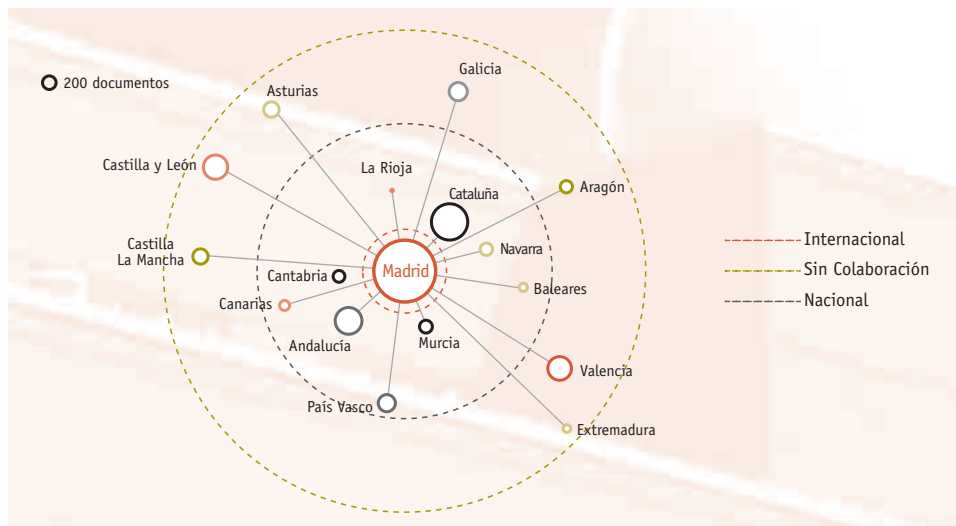 Galicia
200 documentos
Asturias
Castilla y León
La Rioja
Cataluña
Aragón
Castilla
La Mancha
Navarra
Internacional
Madrid
Sin Colaboración
Cantabria
Baleares
Canarias
Nacional
Andalucía
Murcia
Valencia
País Vasco
Extremadura